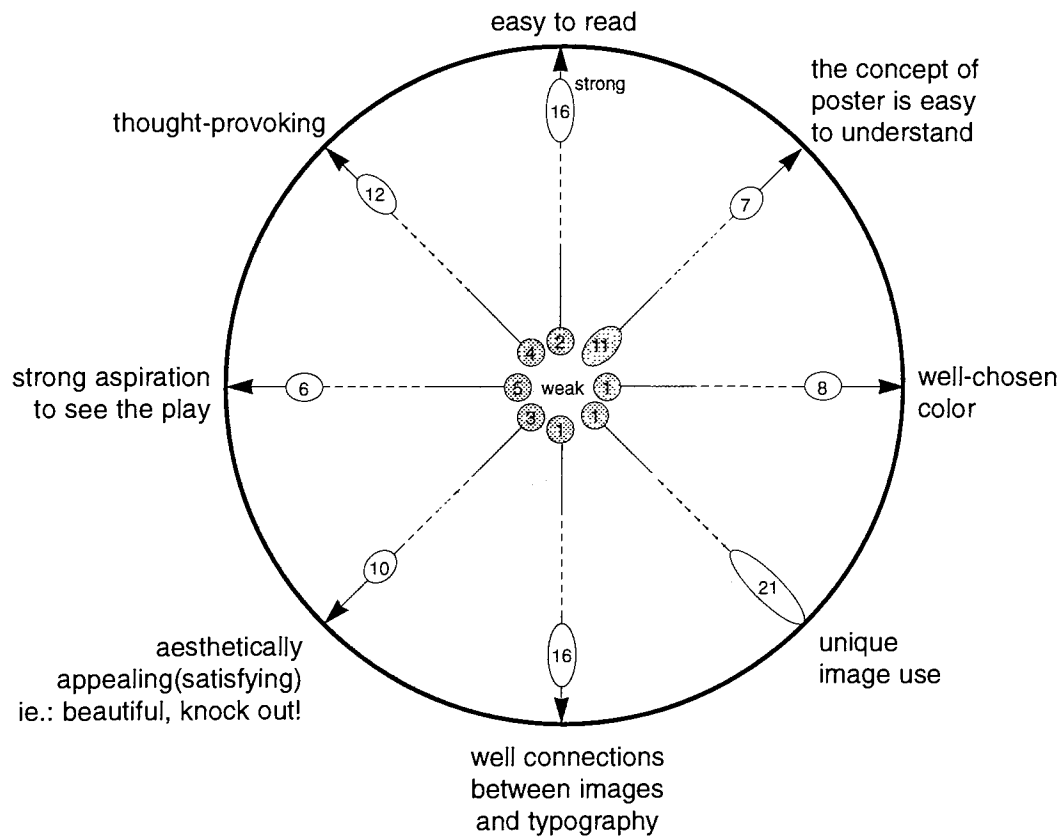 easy to read
strong
16
the concept of
poster is easy
to understand
thought-provoking
12
7
2
4
11
strong aspiration
to see the play
6
5
weak
1
8
well-chosen
color
3
1
1
10
21
aesthetically
appealing(satisfying)
ie.: beautiful, knock out!
16
unique
image use
well connections
between images
and typography